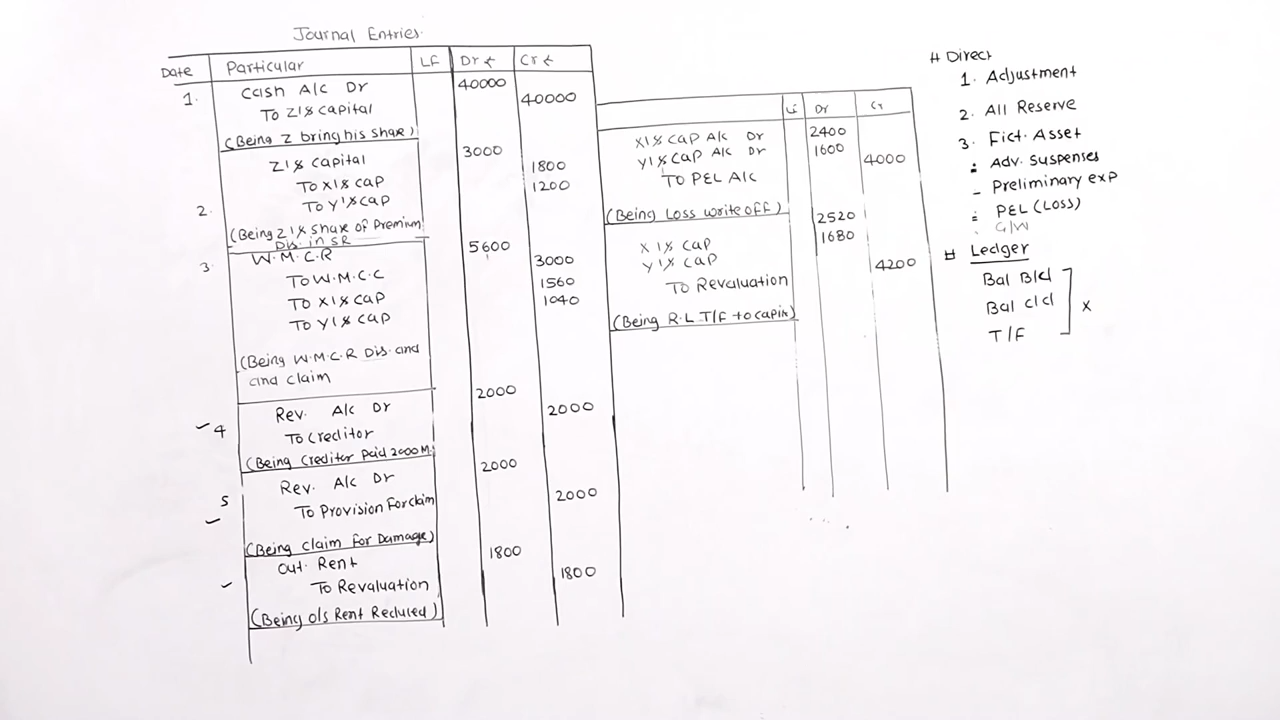 Journal Entries
Date Particular LF Dr ₹ Cr ₹
1. Cash A/c Dr 40000
To Z's Capital 40000
(Being Z bring his share)
Z's Capital 3000
To X's Cap 1800
2. To Y's Cap 1200
(Being Z's share of Premium
Dis. in SR
3. W.M.C.R 5600
To W.M.C.C 3000
To X's Cap 1560
To Y's Cap 1040
(Being W.M.C.R Dis. and
and claim
4 Rev. A/c Dr 2000
To Creditor 2000
(Being Creditor Paid 2000 M.
5 Rev. A/c Dr 2000
To Provision For claim 2000
(Being claim For Damage)
Out. Rent 1800
To Revaluation 1800
(Being o/s Rent Reduced)
LF Dr Cr
X's Cap A/c Dr 2400
Y's Cap A/c Dr 1600
To P&L A/c 4000
(Being Loss write off)
X's Cap 2520
Y's Cap 1680
To Revaluation 4200
(Being R.L T/F to capin)
# Direct
1. Adjustment
2. All Reserve
3. Fict. Asset
: Adv. Suspenses
- Preliminary exp
: P&L (Loss)
G/W
# Ledger
Bal B/d
Bal c/d x
T/F